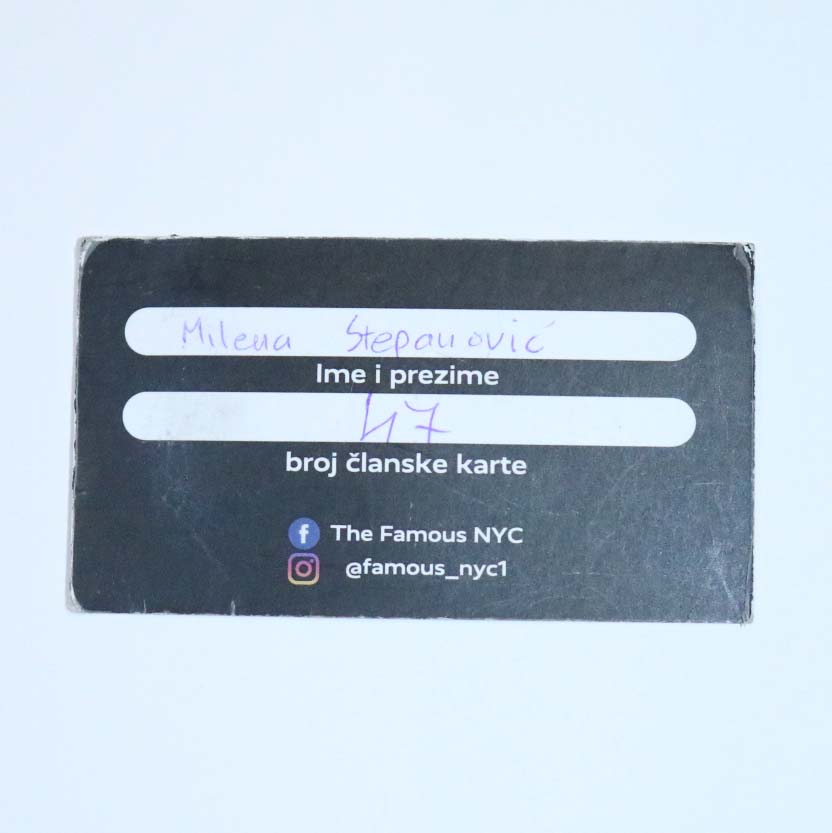 Milena Stepanović
Ime i prezime
47
broj članske karte
The Famous NYC
@famous_nyc1